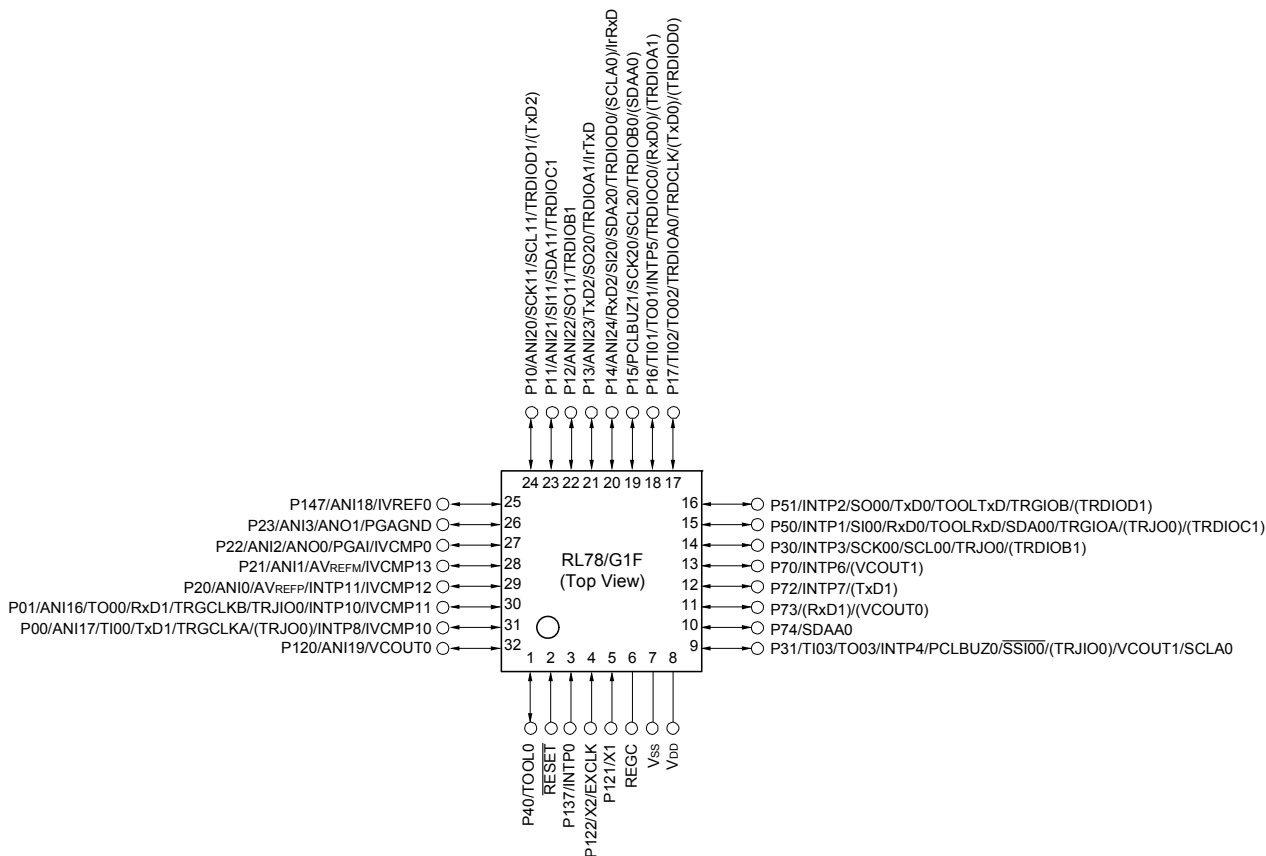 P10/ANI20/SCK11/SCL11/TRDIOD1/(TxD2)
P11/ANI21/SI11/SDA11/TRDIOC1
P12/ANI22/SO11/TRDIOB1
P13/ANI23/TxD2/SO20/TRDIOA1/IrTxD
P14/ANI24/RxD2/SI20/SDA20/TRDIOD0/(SCLA0)/IrRxD
P15/PCLBUZ1/SCK20/SCL20/TRDIOB0/(SDAA0)
P16/TI01/TO01/INTP5/TRDIOC0/(RxD0)/(TRDIOA1)
P17/TI02/TO02/TRDIOA0/TRDCLK/(TxD0)/(TRDIOD0)
24 23 22 21 20 19 18 17
P147/ANI18/IVREF0 25
P23/ANI3/ANO1/PGAGND 26
P22/ANI2/ANO0/PGAI/IVCMP0 27
P21/ANI1/AVREFM/IVCMP13 28
P20/ANI0/AVREFP/INTP11/IVCMP12 29
P01/ANI16/TO00/RxD1/TRGCLKB/TRJIO0/INTP10/IVCMP11 30
P00/ANI17/TI00/TxD1/TRGCLKA/(TRJO0)/INTP8/IVCMP10 31
P120/ANI19/VCOUT0 32
RL78/G1F
(Top View)
16 P51/INTP2/SO00/TxD0/TOOLTxD/TRGIOB/(TRDIOD1)
15 P50/INTP1/SI00/RxD0/TOOLRxD/SDA00/TRGIOA/(TRJO0)/(TRDIOC1)
14 P30/INTP3/SCK00/SCL00/TRJO0/(TRDIOB1)
13 P70/INTP6/(VCOUT1)
12 P72/INTP7/(TxD1)
11 P73/(RxD1)/(VCOUT0)
10 P74/SDAA0
9 P31/TI03/TO03/INTP4/PCLBUZ0/SSI00/(TRJIO0)/VCOUT1/SCLA0
1 2 3 4 5 6 7 8
P40/TOOL0
RESET
P137/INTP0
P122/X2/EXCLK
P121/X1
REGC
VSS
VDD